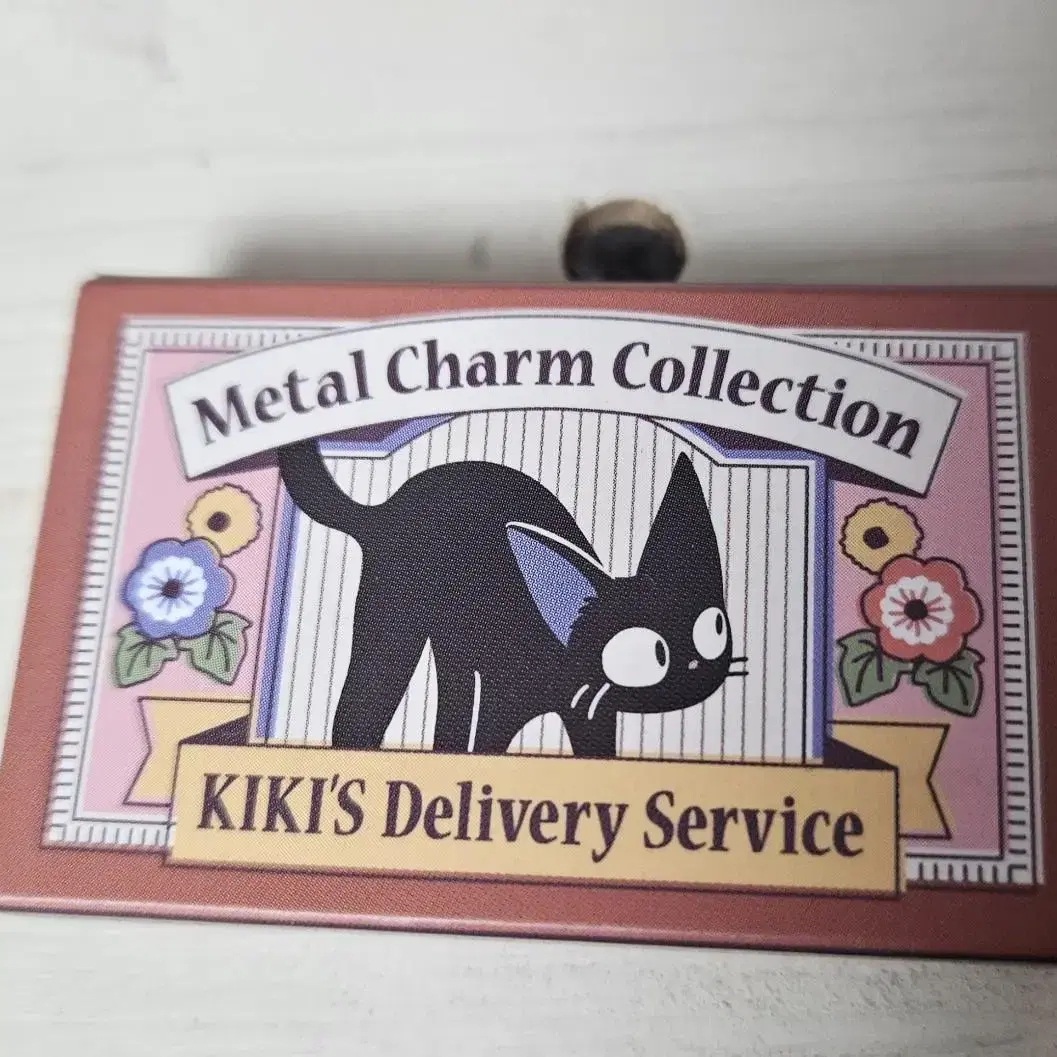 Metal Charm Collection
KIKI'S Delivery Service